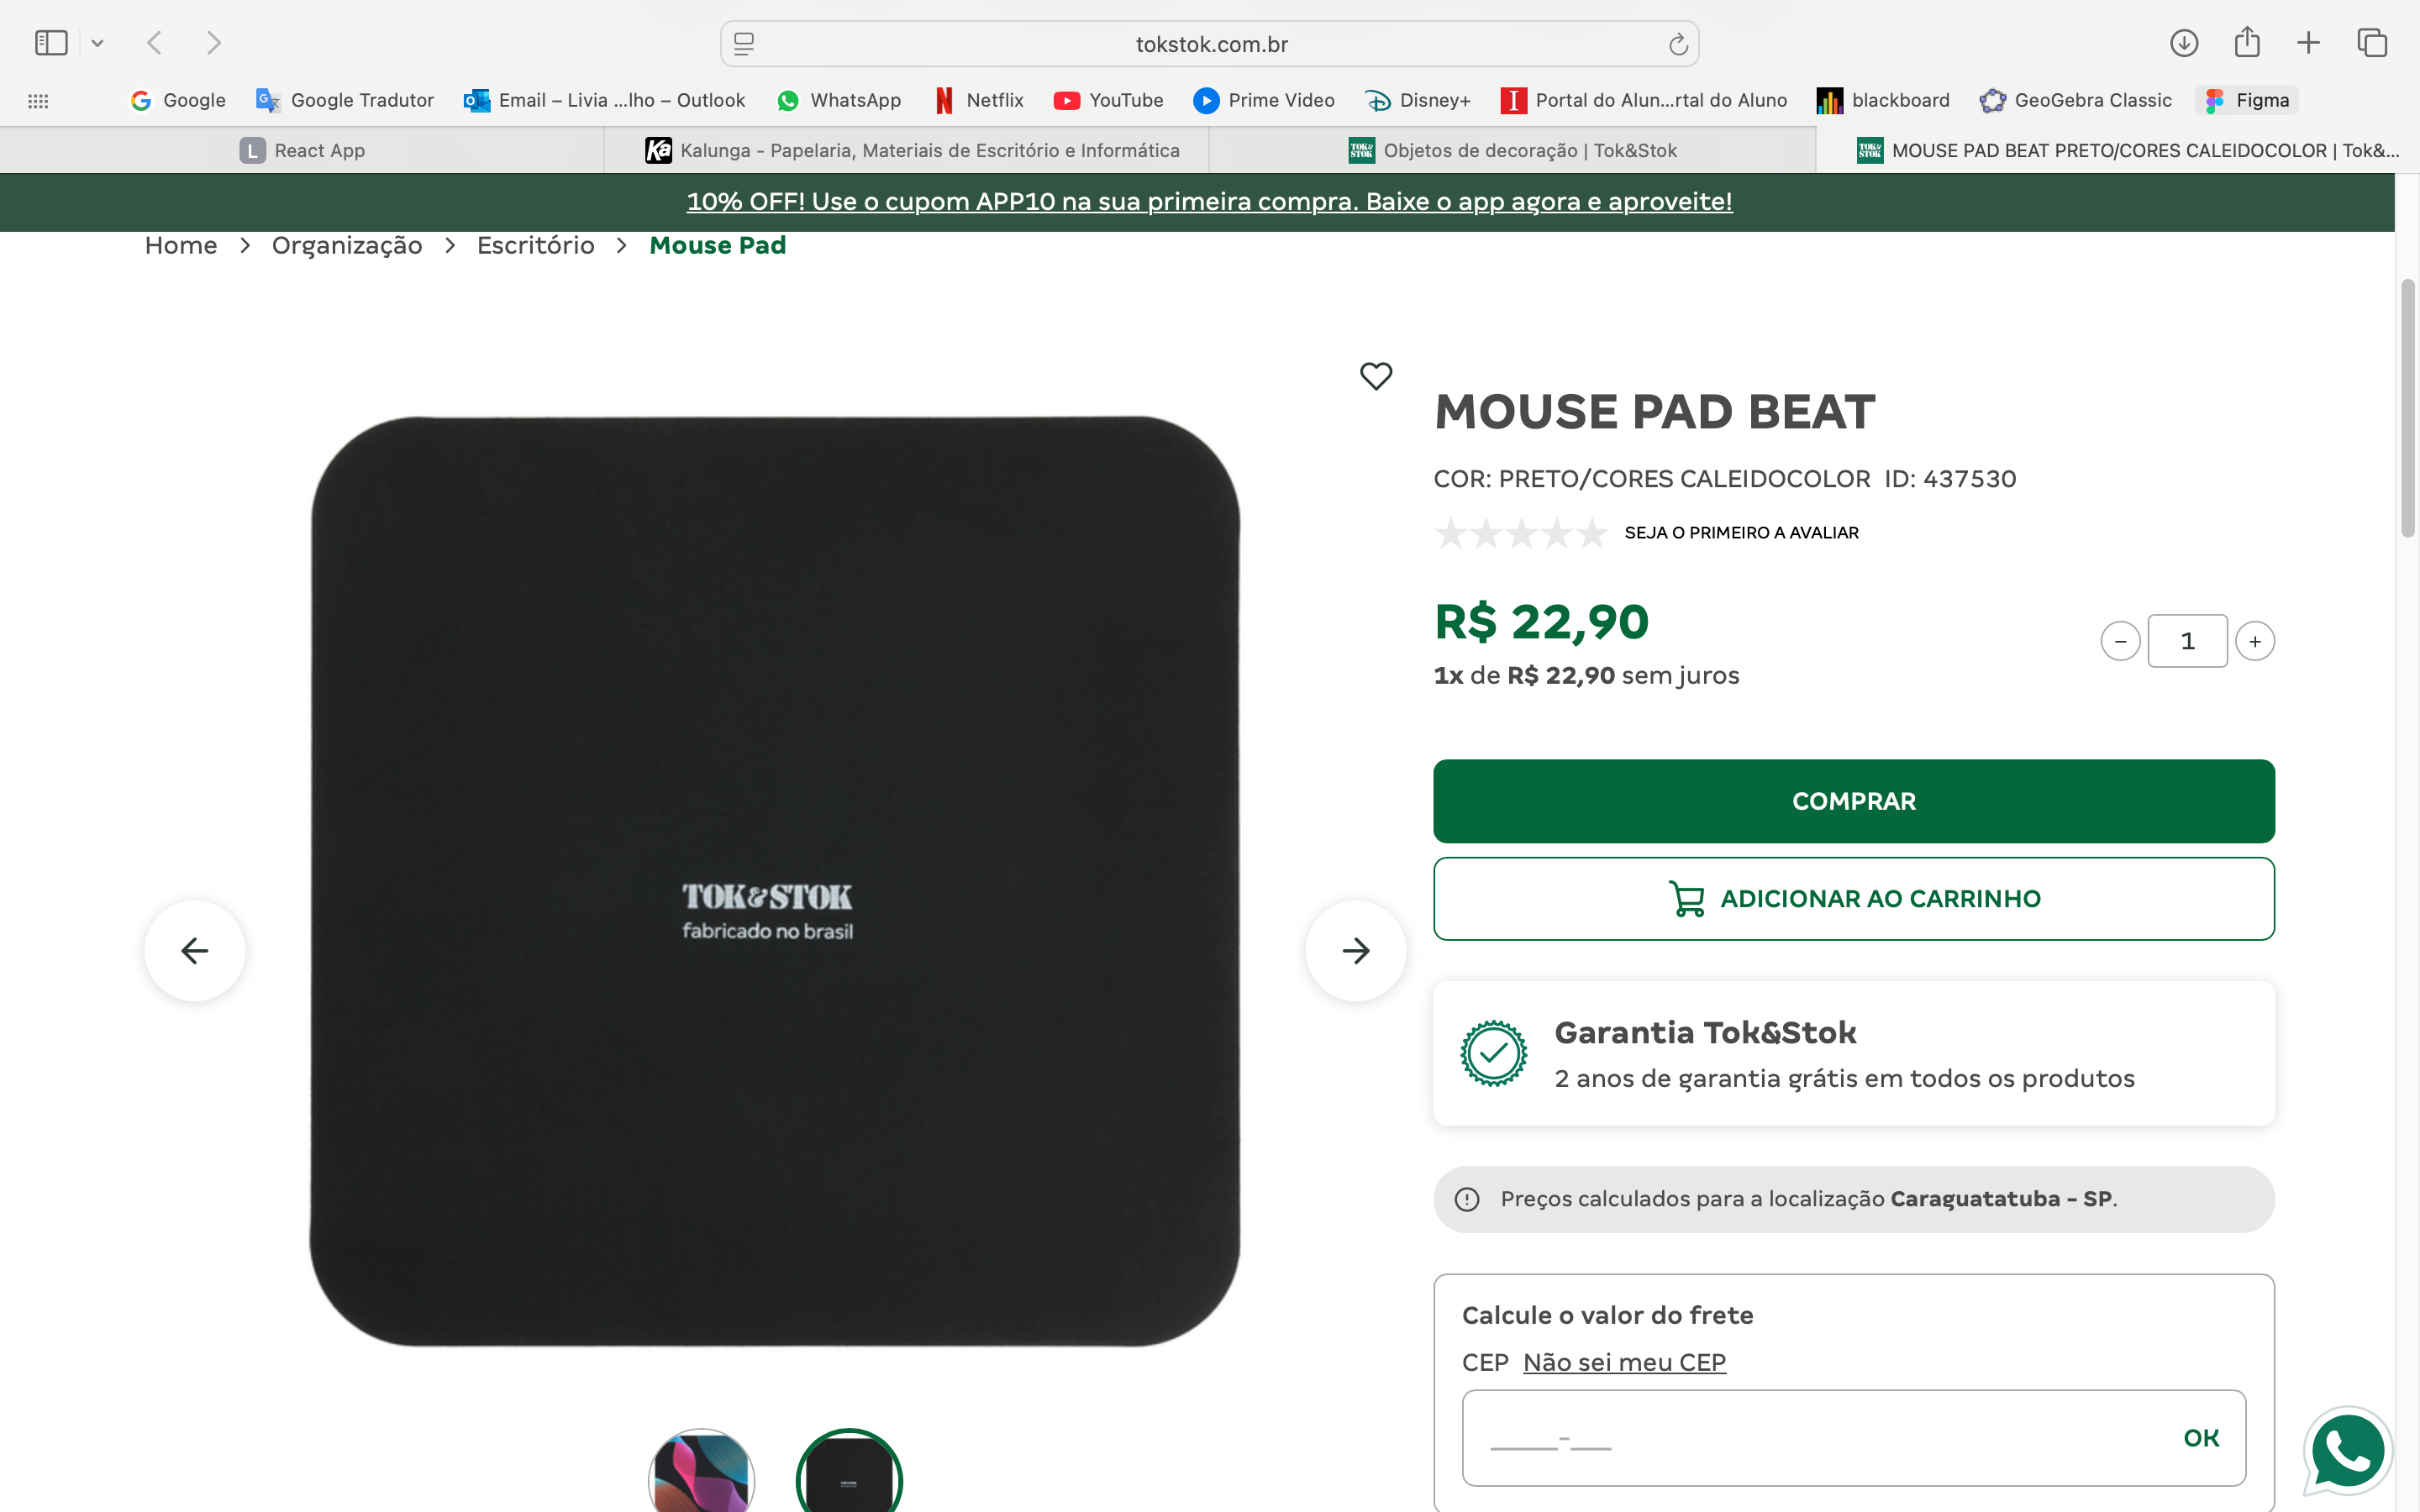 tokstok.com.br
Google
Google Tradutor
Email – Livia ...lho – Outlook
WhatsApp
Netflix
YouTube
Prime Video
Disney+
Portal do Alun...rtal do Aluno
blackboard
GeoGebra Classic
Figma
L React App
Ka Kalunga - Papelaria, Materiais de Escritório e Informática
TOK& STOK Objetos de decoração | Tok&Stok
TOK& STOK MOUSE PAD BEAT PRETO/CORES CALEIDOCOLOR | Tok&...
10% OFF! Use o cupom APP10 na sua primeira compra. Baixe o app agora e aproveite!
Home > Organização > Escritório > Mouse Pad
TOK&STOK
fabricado no brasil
MOUSE PAD BEAT
COR: PRETO/CORES CALEIDOCOLOR ID: 437530
SEJA O PRIMEIRO A AVALIAR
R$ 22,90
1x de R$ 22,90 sem juros
− 1 +
COMPRAR
ADICIONAR AO CARRINHO
Garantia Tok&Stok
2 anos de garantia grátis em todos os produtos
Preços calculados para a localização Caraguatatuba - SP.
Calcule o valor do frete
CEP Não sei meu CEP
_____-___
OK